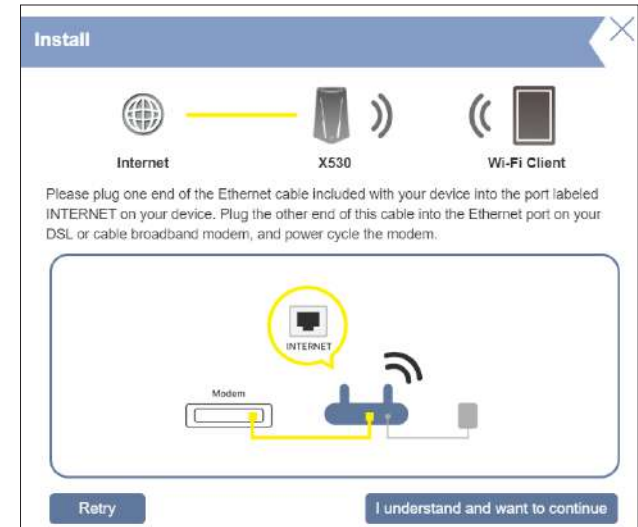 Install
Internet
X530
Wi-Fi Client
Please plug one end of the Ethernet cable included with your device into the port labeled
INTERNET on your device. Plug the other end of this cable into the Ethernet port on your
DSL or cable broadband modem, and power cycle the modem.
INTERNET
Modem
Retry
I understand and want to continue